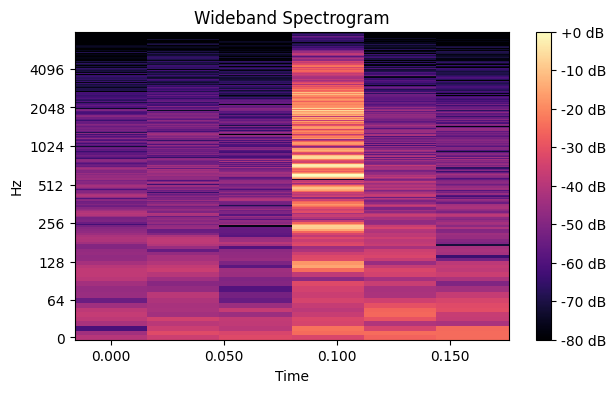 Wideband Spectrogram
Hz
4096
2048
1024
512
256
128
64
0
0.000 0.050 0.100 0.150
Time
+0 dB
-10 dB
-20 dB
-30 dB
-40 dB
-50 dB
-60 dB
-70 dB
-80 dB